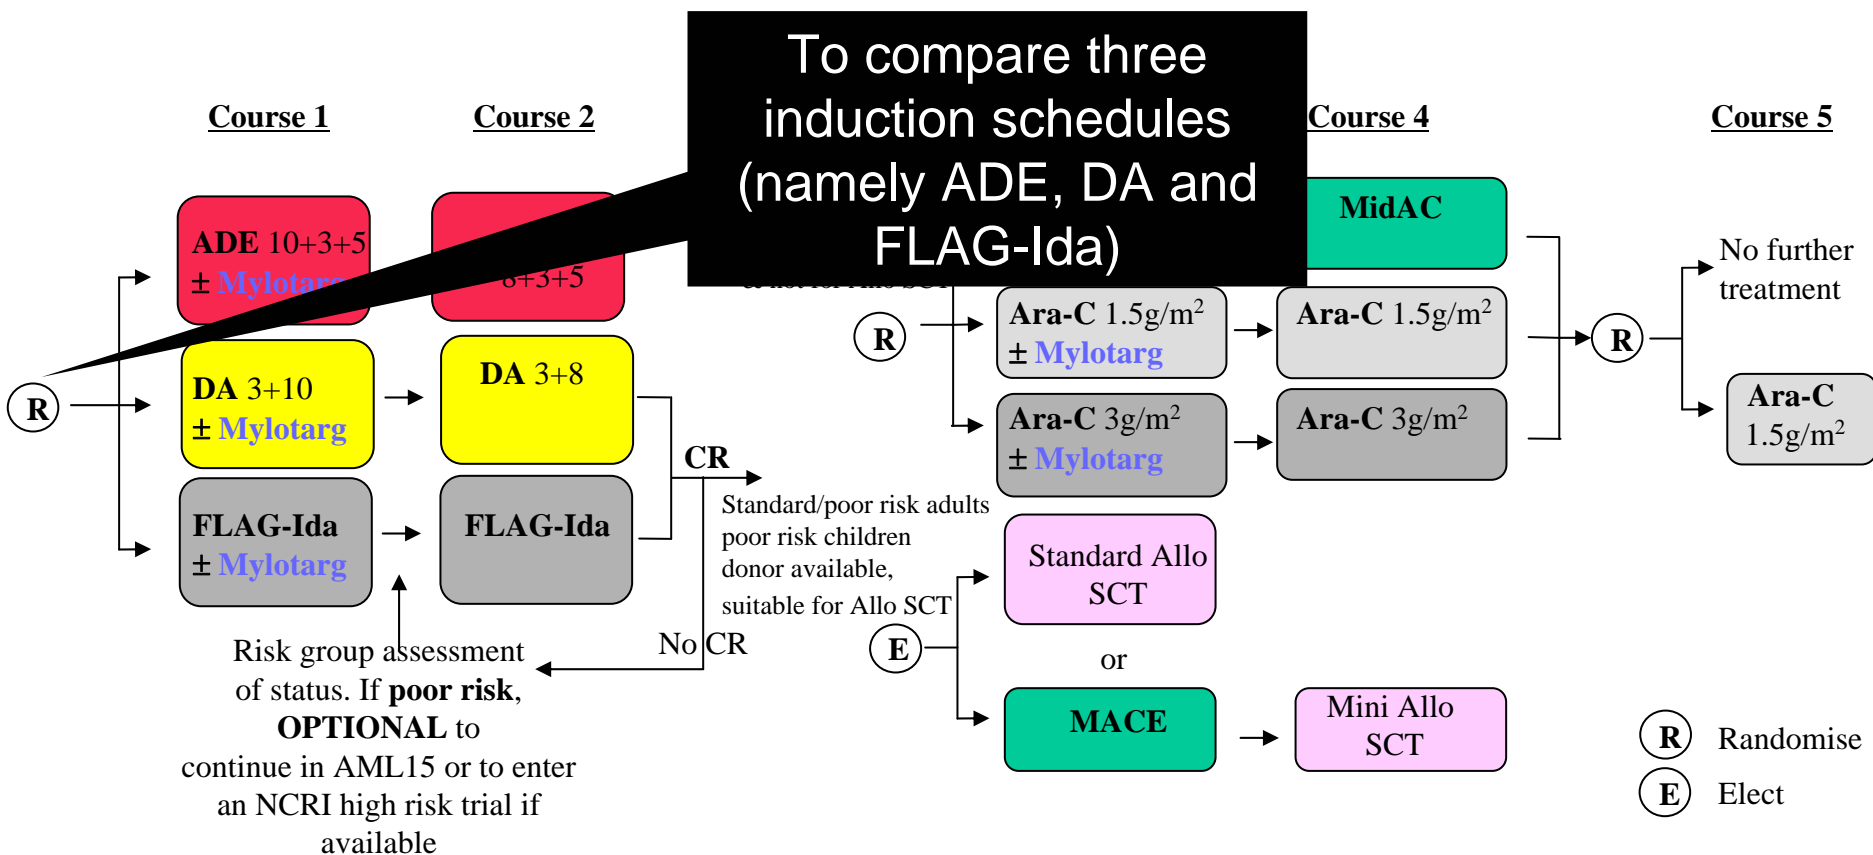 To compare three
induction schedules
(namely ADE, DA and
FLAG-Ida)
Course 1
Course 2
Course 4
Course 5
ADE 10+3+5
± Mylotarg
8+3+5
DA 3+10
± Mylotarg
DA 3+8
FLAG-Ida
± Mylotarg
FLAG-Ida
R
CR
No CR
Risk group assessment
of status. If poor risk,
OPTIONAL to
continue in AML15 or to enter
an NCRI high risk trial if
available
& not for Allo SCT
Standard/poor risk adults
poor risk children
donor available,
suitable for Allo SCT
R
Ara-C 1.5g/m²
± Mylotarg
Ara-C 3g/m²
± Mylotarg
MidAC
Ara-C 1.5g/m²
Ara-C 3g/m²
R
No further
treatment
Ara-C
1.5g/m²
E
Standard Allo
SCT
or
MACE
Mini Allo
SCT
R Randomise
E Elect